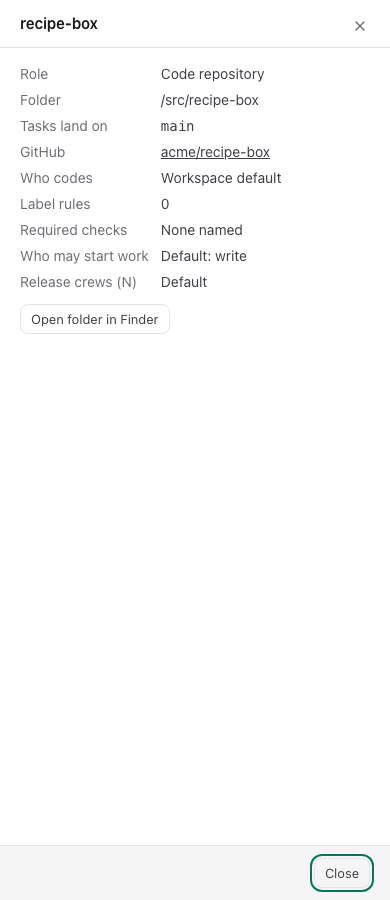 recipe-box
Role Code repository
Folder /src/recipe-box
Tasks land on main
GitHub acme/recipe-box
Who codes Workspace default
Label rules 0
Required checks None named
Who may start work Default: write
Release crews (N) Default
Open folder in Finder
Close